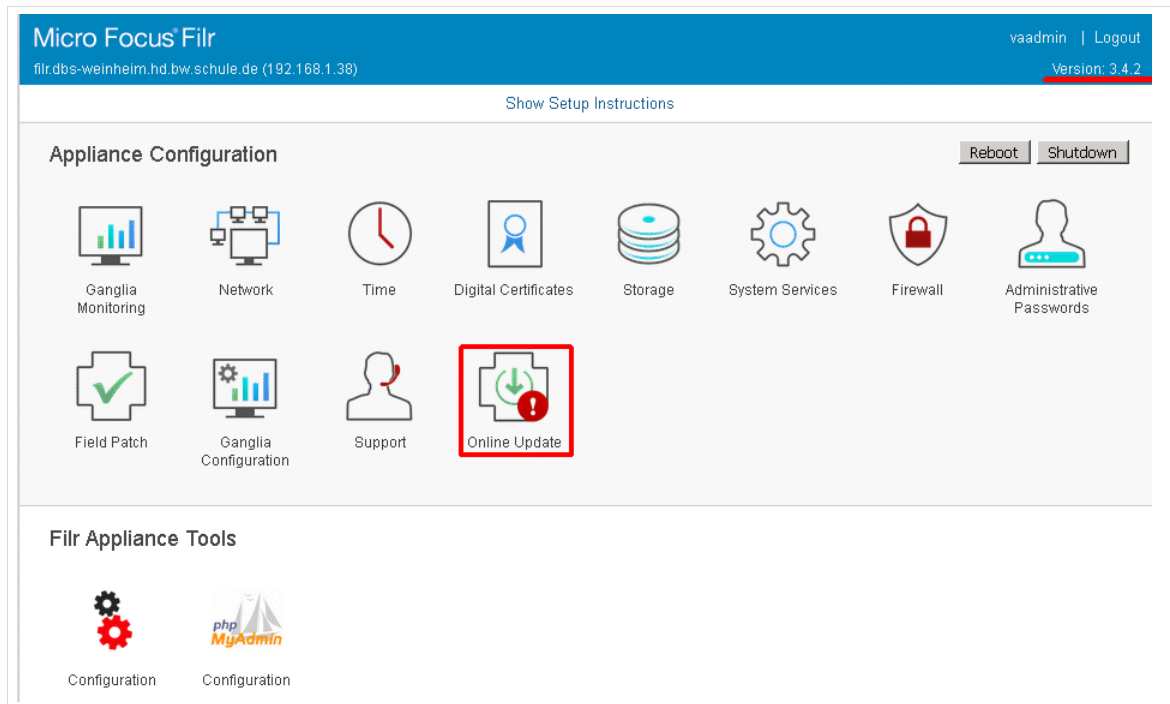 Micro Focus® Filr
vaadmin | Logout
filr.dbs-weinheim.hd.bw.schule.de (192.168.1.38)
Version: 3.4.2
Show Setup Instructions
Appliance Configuration
Reboot Shutdown
Ganglia Monitoring
Network
Time
Digital Certificates
Storage
System Services
Firewall
Administrative Passwords
Field Patch
Ganglia Configuration
Support
Online Update
Filr Appliance Tools
php
MyAdmin
Configuration
Configuration